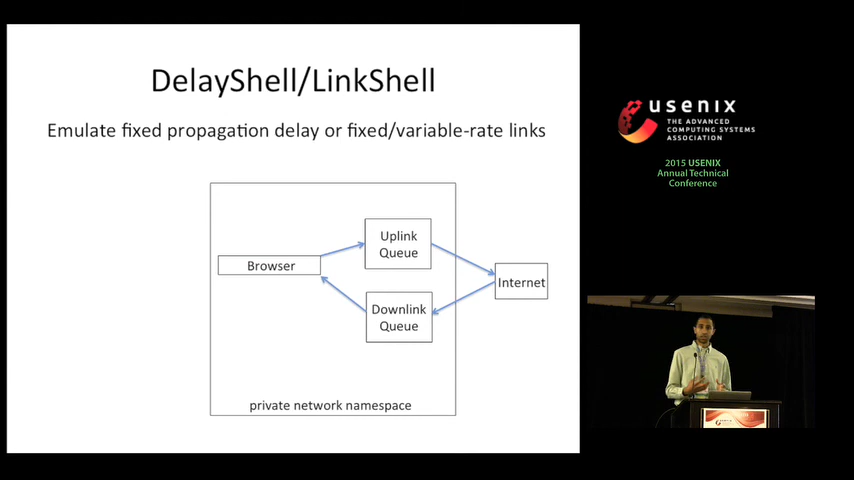 DelayShell/LinkShell
Emulate fixed propagation delay or fixed/variable-rate links
Uplink
Queue
Browser
Internet
Downlink
Queue
private network namespace
usenix
THE ADVANCED
COMPUTING SYSTEMS
ASSOCIATION
2015 USENIX
Annual Technical
Conference